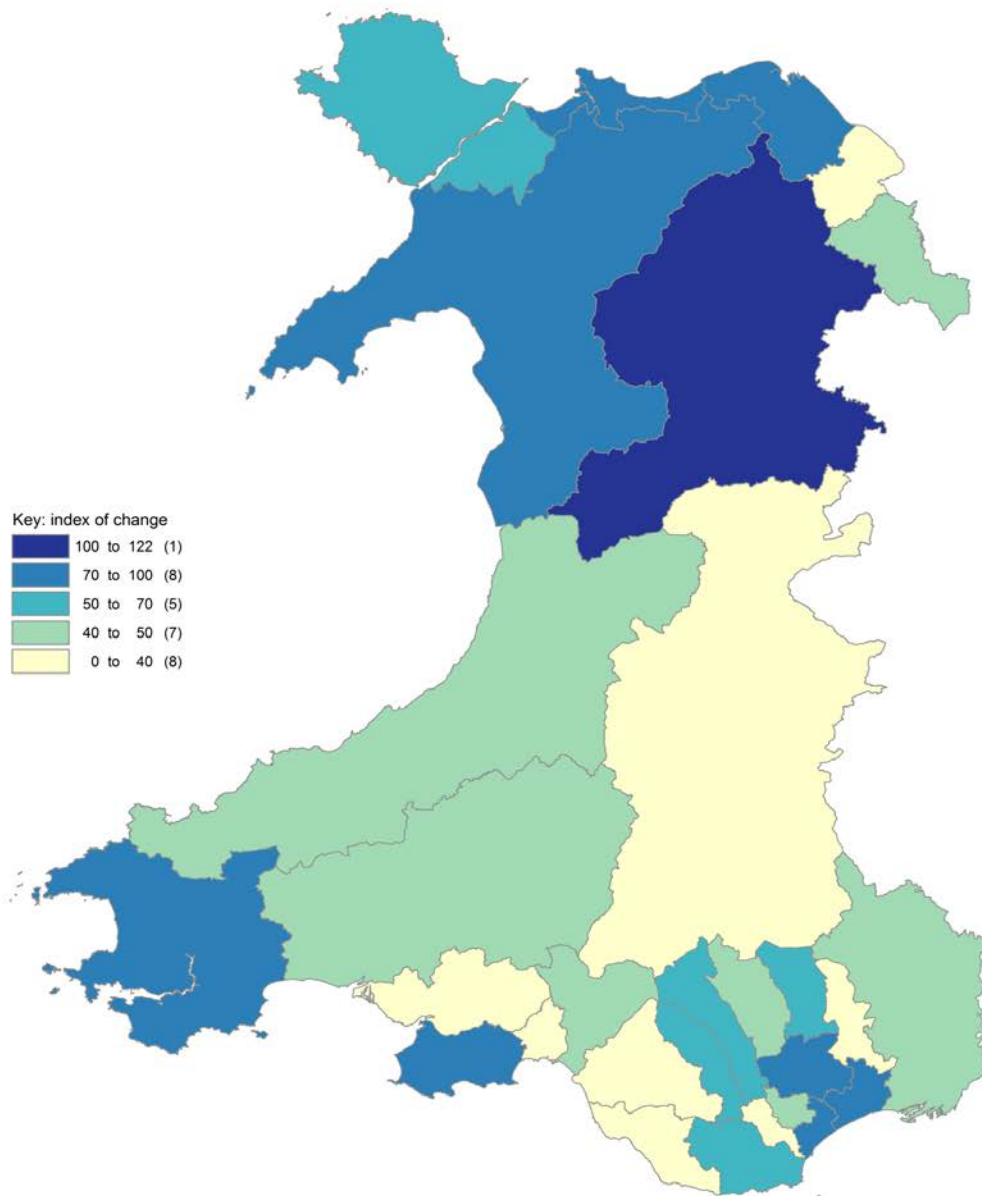 Key: index of change
100 to 122 (1)
70 to 100 (8)
50 to 70 (5)
40 to 50 (7)
0 to 40 (8)